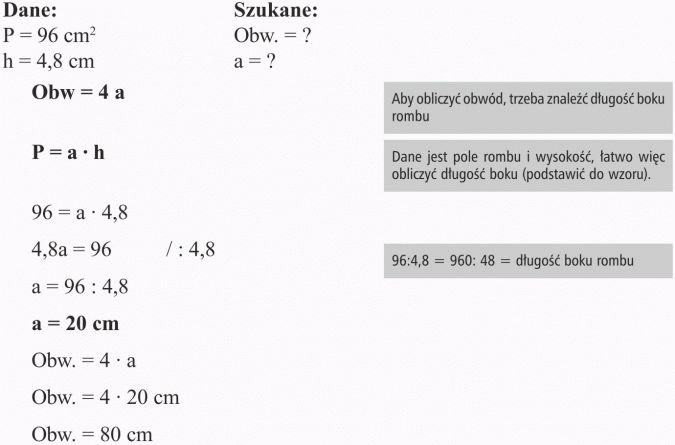 Dane: Szukane:
P = 96 cm² Obw. = ?
h = 4,8 cm a = ?
Obw = 4 a
Aby obliczyć obwód, trzeba znaleźć długość boku
rombu
P = a · h
Dane jest pole rombu i wysokość, łatwo więc
obliczyć długość boku (podstawić do wzoru).
96 = a · 4,8
4,8a = 96 / : 4,8
96:4,8 = 960: 48 = długość boku rombu
a = 96 : 4,8
a = 20 cm
Obw. = 4 · a
Obw. = 4 · 20 cm
Obw. = 80 cm